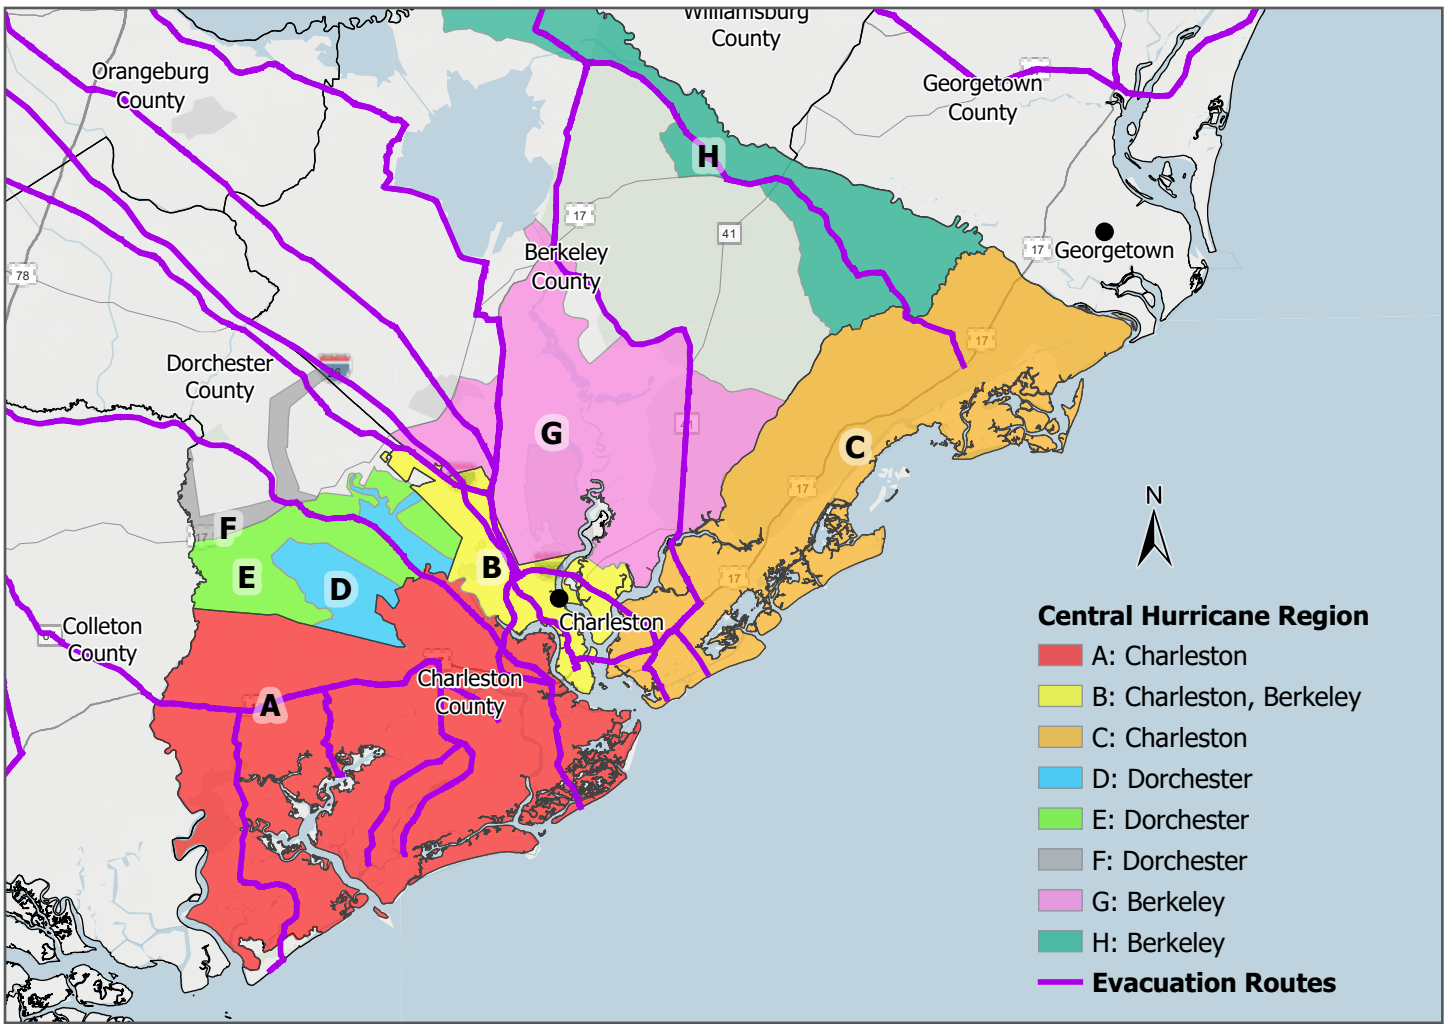 Williamsburg
County
Orangeburg
County
Georgetown
County
H
17
41
17
Georgetown
78
Berkeley
County
17
Dorchester
County
G
41
C
17
F
17
E
D
B
17
Charleston
Colleton
County
Charleston
County
A
N
Central Hurricane Region
A: Charleston
B: Charleston, Berkeley
C: Charleston
D: Dorchester
E: Dorchester
F: Dorchester
G: Berkeley
H: Berkeley
Evacuation Routes